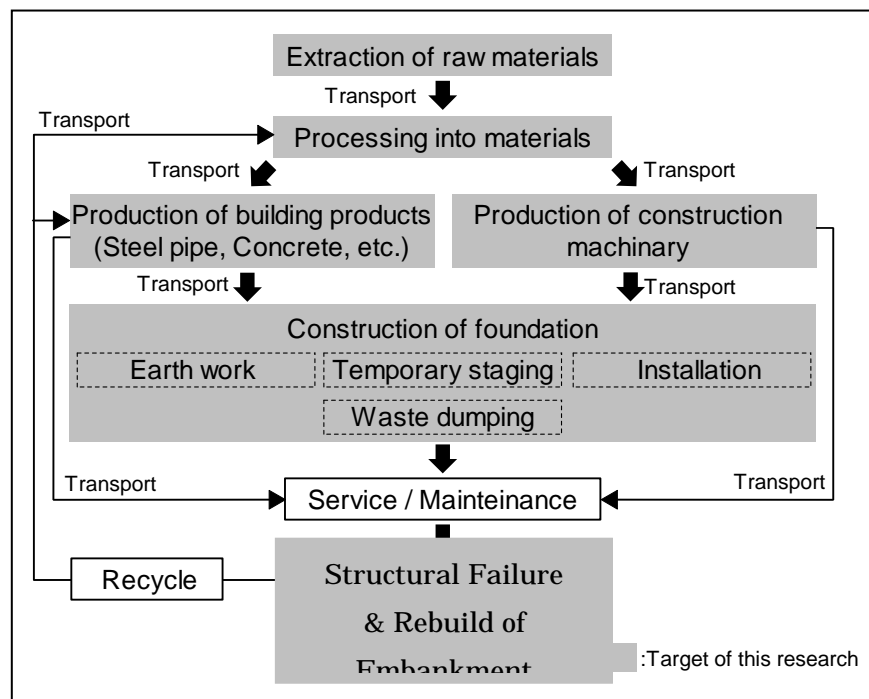 Extraction of raw materials
Transport
Transport
Processing into materials
Transport
Transport
Production of building products
(Steel pipe, Concrete, etc.)
Production of construction
machinary
Transport
Transport
Construction of foundation
Earth work
Temporary staging
Installation
Waste dumping
Transport
Transport
Service / Mainteinance
Recycle
Structural Failure
& Rebuild of
Embankment
:Target of this research